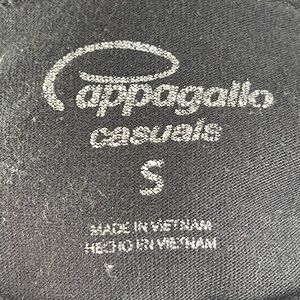 Pappagallo
casuals
S
MADE IN VIETNAM
HECHO EN VIETNAM